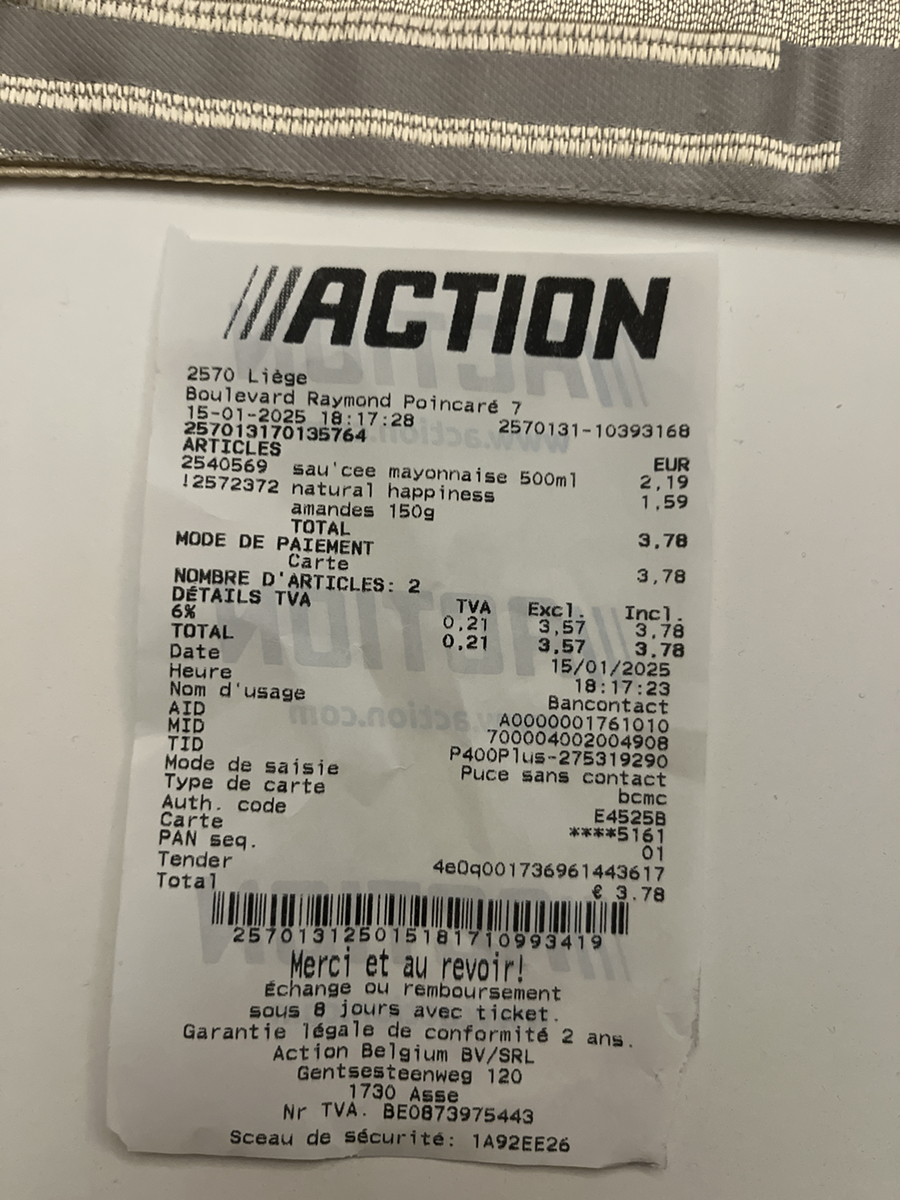 ACTION
2570 Liège
Boulevard Raymond Poincaré 7
15-01-2025 18:17:28 2570131-10393168
257013170135764
ARTICLES EUR
2540569 sau'cee mayonnaise 500ml 2,19
!2572372 natural happiness 1,59
amandes 150g
TOTAL 3,78
MODE DE PAIEMENT
Carte 3,78
NOMBRE D'ARTICLES: 2
DÉTAILS TVA TVA Excl. Incl.
6% 0,21 3,57 3,78
TOTAL 0,21 3,57 3,78
Date 15/01/2025
Heure 18:17:23
Nom d'usage Bancontact
AID A0000001761010
MID 700004002004908
TID P400Plus-275319290
Mode de saisie Puce sans contact
Type de carte bcmc
Auth. code E4525B
Carte ****5161
PAN seq. 01
Tender 4e0q001736961443617
Total € 3.78
257013125015181710993419
Merci et au revoir!
Échange ou remboursement
sous 8 jours avec ticket.
Garantie légale de conformité 2 ans.
Action Belgium BV/SRL
Gentsesteenweg 120
1730 Asse
Nr TVA. BE0873975443
Sceau de sécurité: 1A92EE26